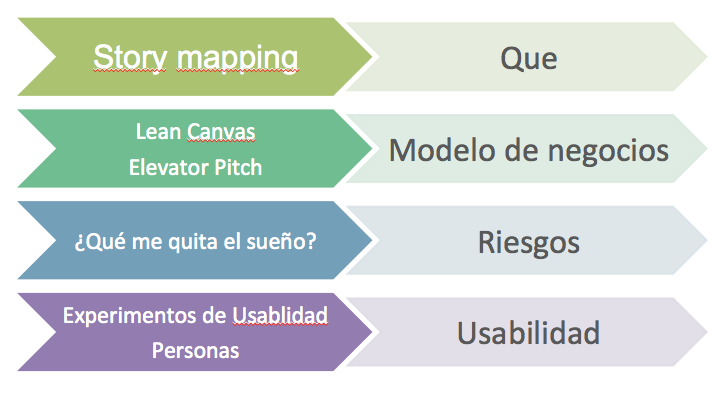 Story mapping
Que
Lean Canvas
Elevator Pitch
Modelo de negocios
¿Qué me quita el sueño?
Riesgos
Experimentos de Usablidad
Personas
Usabilidad